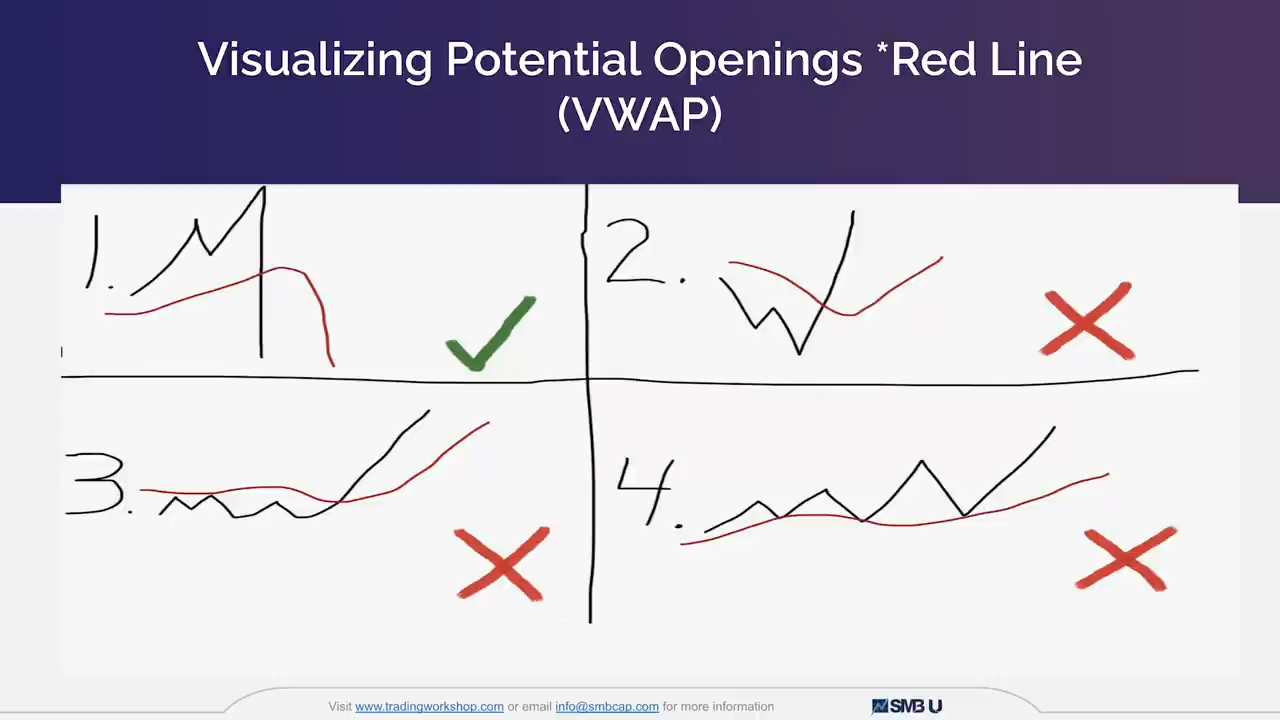 Visualizing Potential Openings *Red Line
(VWAP)
1.
2.
3.
4.
Visit www.tradingworkshop.com or email info@smbcap.com for more information
SMB U